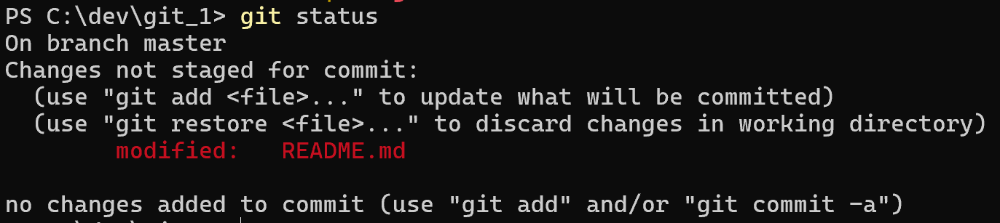 PS C:\dev\git_1> git status
On branch master
Changes not staged for commit:
  (use "git add <file>..." to update what will be committed)
  (use "git restore <file>..." to discard changes in working directory)
        modified:   README.md

no changes added to commit (use "git add" and/or "git commit -a")